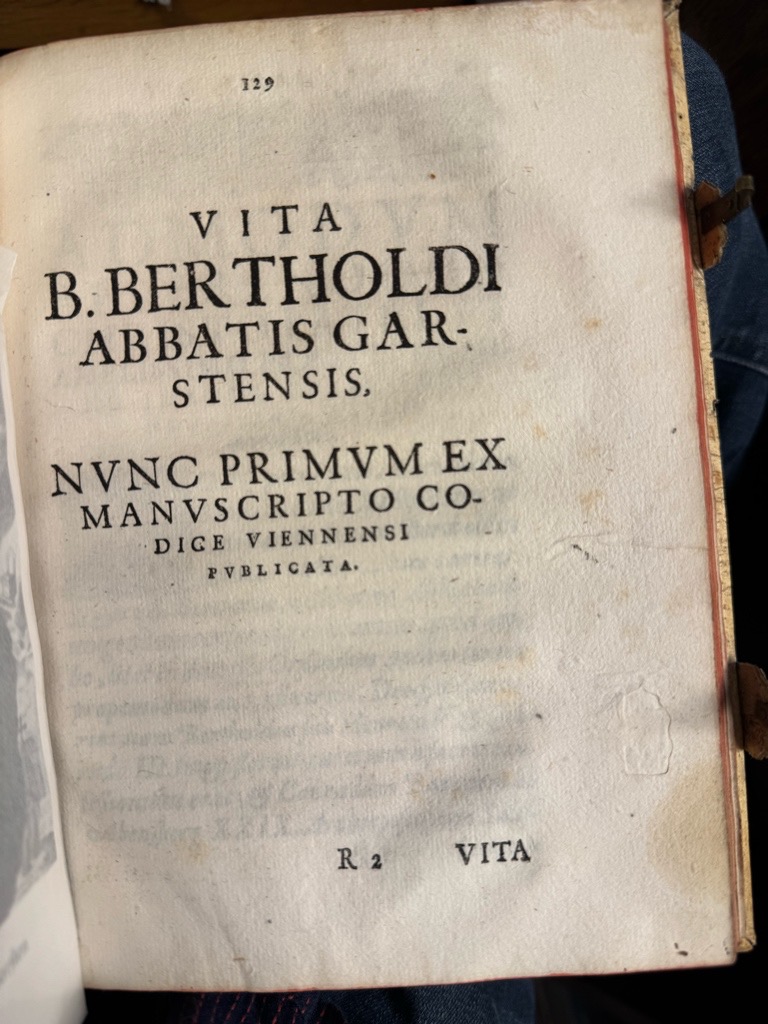 129
VITA
B. BERTHOLDI
ABBATIS GAR-
STENSIS,
NVNC PRIMVM EX
MANVSCRIPTO CO-
DICE VIENNENSI
PVBLICATA.
R 2 VITA